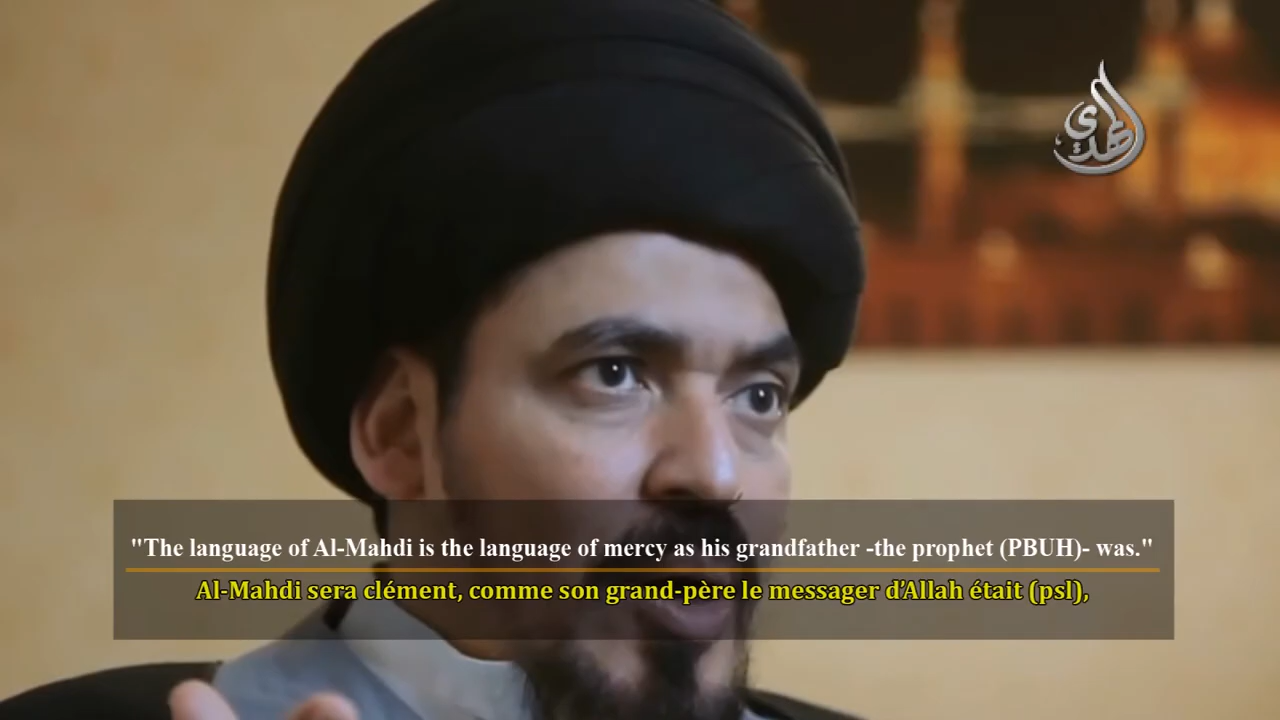 المهدي
"The language of Al-Mahdi is the language of mercy as his grandfather -the prophet (PBUH)- was."
Al-Mahdi sera clément, comme son grand-père le messager d’Allah était (psl),